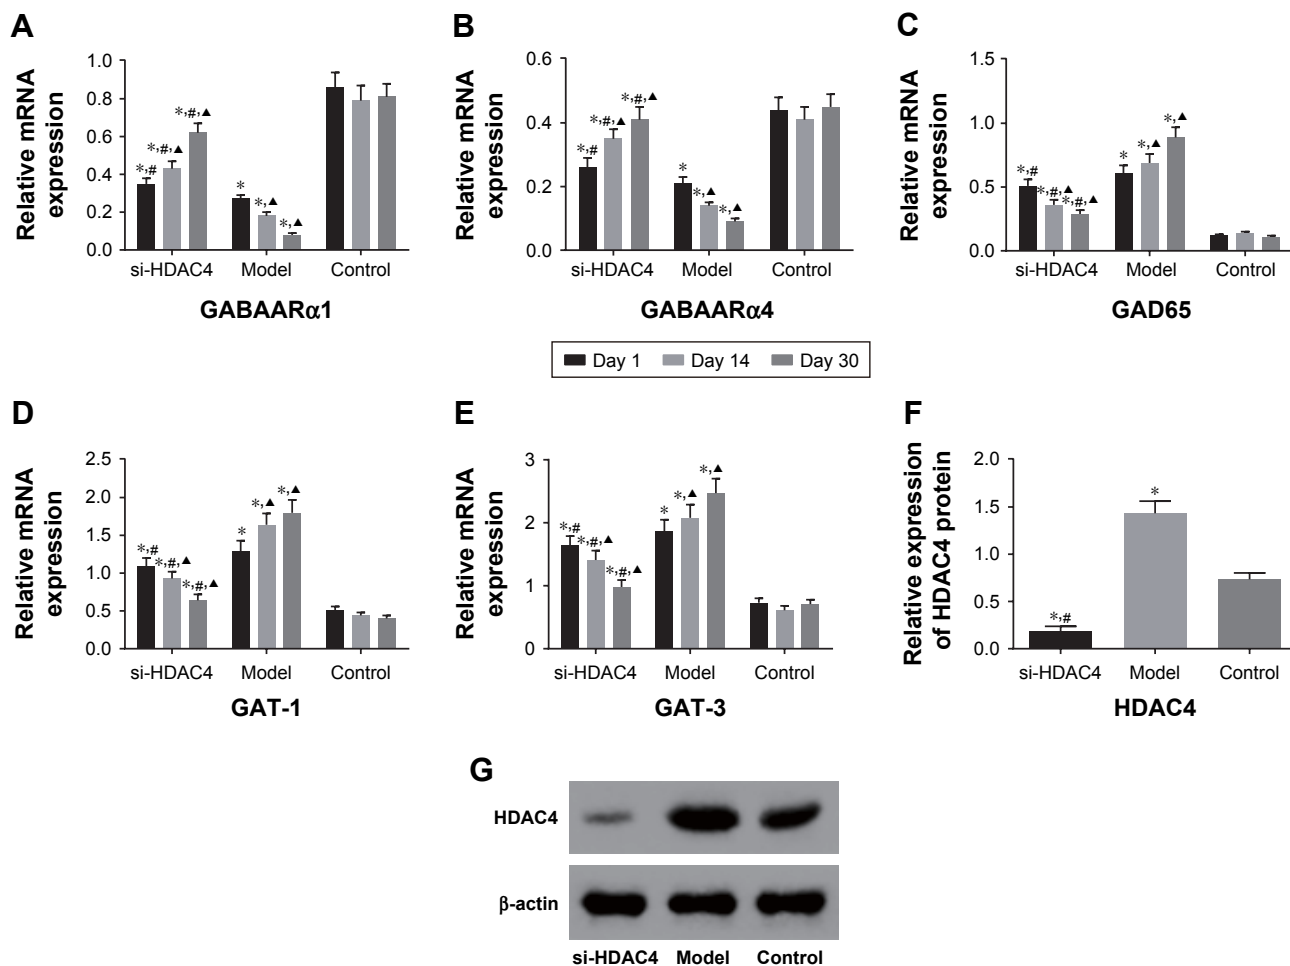 A
Relative mRNA
expression
1.0
0.8
0.6
0.4
0.2
0.0
*,#
*,#,▲
*,#,▲
*
*,▲
*,▲
si-HDAC4 Model Control
GABAARα1
B
Relative mRNA
expression
0.6
0.4
0.2
0.0
*,#
*,#,▲
*,#,▲
*
*,▲
*,▲
si-HDAC4 Model Control
GABAARα4
C
Relative mRNA
expression
1.5
1.0
0.5
0.0
*,#
*,#,▲
*,#,▲
*
*,▲
*,▲
si-HDAC4 Model Control
GAD65
Day 1 Day 14 Day 30
D
Relative mRNA
expression
2.5
2.0
1.5
1.0
0.5
0.0
*,#
*,#,▲
*,#,▲
*
*,▲
*,▲
si-HDAC4 Model Control
GAT-1
E
Relative mRNA
expression
3
2
1
0
*,#
*,#,▲
*,#,▲
*
*,▲
*,▲
si-HDAC4 Model Control
GAT-3
F
Relative expression
of HDAC4 protein
2.0
1.5
1.0
0.5
0.0
*,#
*
si-HDAC4 Model Control
HDAC4
G
HDAC4
β-actin
si-HDAC4 Model Control